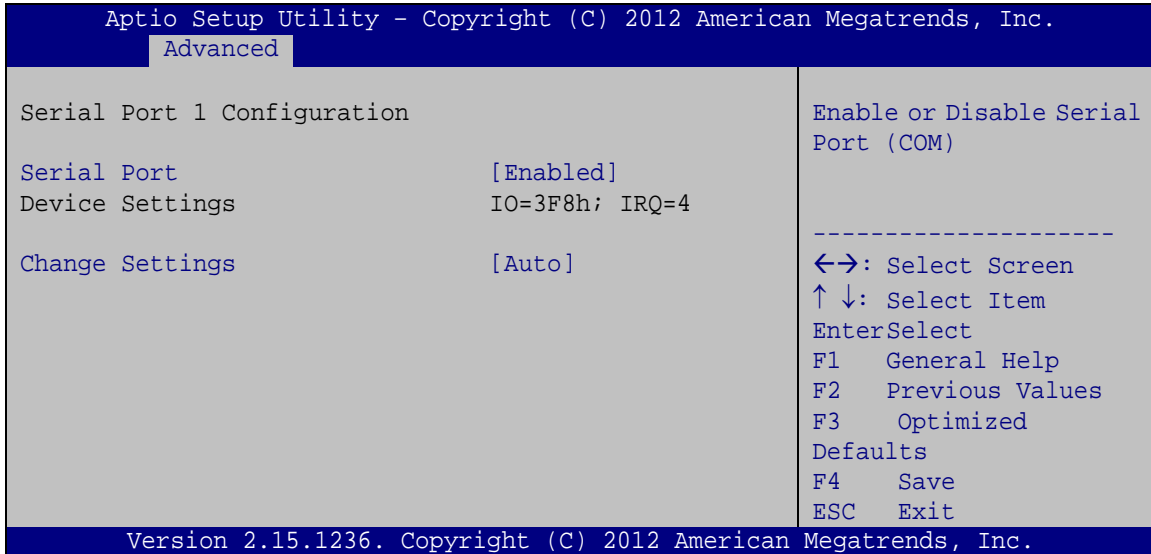 Aptio Setup Utility – Copyright (C) 2012 American Megatrends, Inc.
Advanced
Serial Port 1 Configuration
Serial Port [Enabled]
Device Settings IO=3F8h; IRQ=4
Change Settings [Auto]
Enable or Disable Serial
Port (COM)
---------------------
←→: Select Screen
↑ ↓: Select Item
EnterSelect
F1 General Help
F2 Previous Values
F3 Optimized
Defaults
F4 Save
ESC Exit
Version 2.15.1236. Copyright (C) 2012 American Megatrends, Inc.